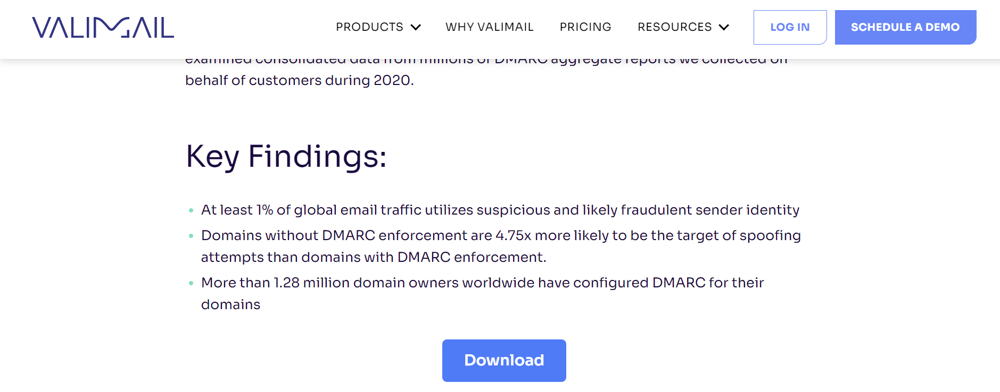 VALIMAIL
PRODUCTS
WHY VALIMAIL
PRICING
RESOURCES
LOG IN
SCHEDULE A DEMO
examined consolidated data from millions of DMARC aggregate reports we collected on
behalf of customers during 2020.
Key Findings:
At least 1% of global email traffic utilizes suspicious and likely fraudulent sender identity
Domains without DMARC enforcement are 4.75x more likely to be the target of spoofing
attempts than domains with DMARC enforcement.
More than 1.28 million domain owners worldwide have configured DMARC for their
domains
Download